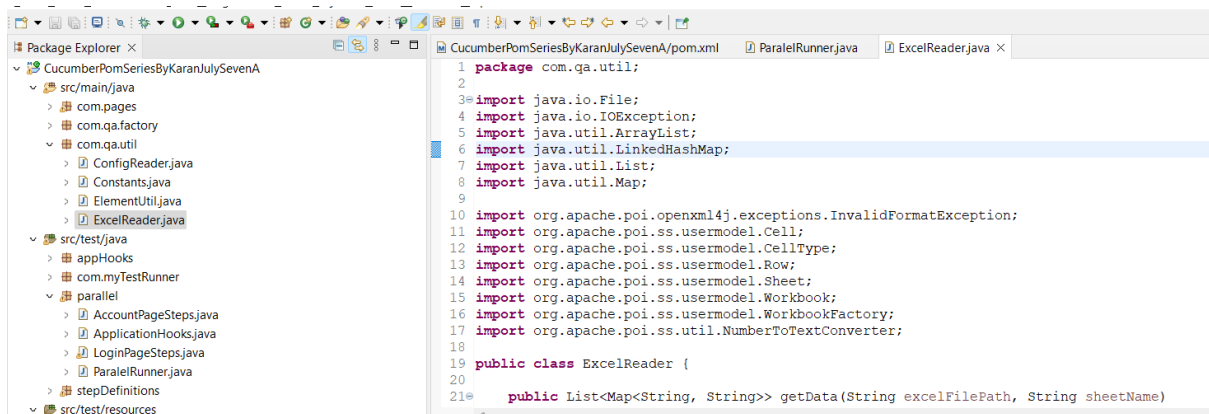 Package Explorer ×
CucumberPomSeriesByKaranJulySevenA
src/main/java
com.pages
com.qa.factory
com.qa.util
ConfigReader.java
Constants.java
ElementUtil.java
ExcelReader.java
src/test/java
appHooks
com.myTestRunner
parallel
AccountPageSteps.java
ApplicationHooks.java
LoginPageSteps.java
ParalelRunner.java
stepDefinitions
src/test/resources
CucumberPomSeriesByKaranJulySevenA/pom.xml ParalelRunner.java ExcelReader.java ×
1 package com.qa.util;
2
3 import java.io.File;
4 import java.io.IOException;
5 import java.util.ArrayList;
6 import java.util.LinkedHashMap;
7 import java.util.List;
8 import java.util.Map;
9
10 import org.apache.poi.openxml4j.exceptions.InvalidFormatException;
11 import org.apache.poi.ss.usermodel.Cell;
12 import org.apache.poi.ss.usermodel.CellType;
13 import org.apache.poi.ss.usermodel.Row;
14 import org.apache.poi.ss.usermodel.Sheet;
15 import org.apache.poi.ss.usermodel.Workbook;
16 import org.apache.poi.ss.usermodel.WorkbookFactory;
17 import org.apache.poi.ss.util.NumberToTextConverter;
18
19 public class ExcelReader {
20
21 public List<Map<String, String>> getData(String excelFilePath, String sheetName)